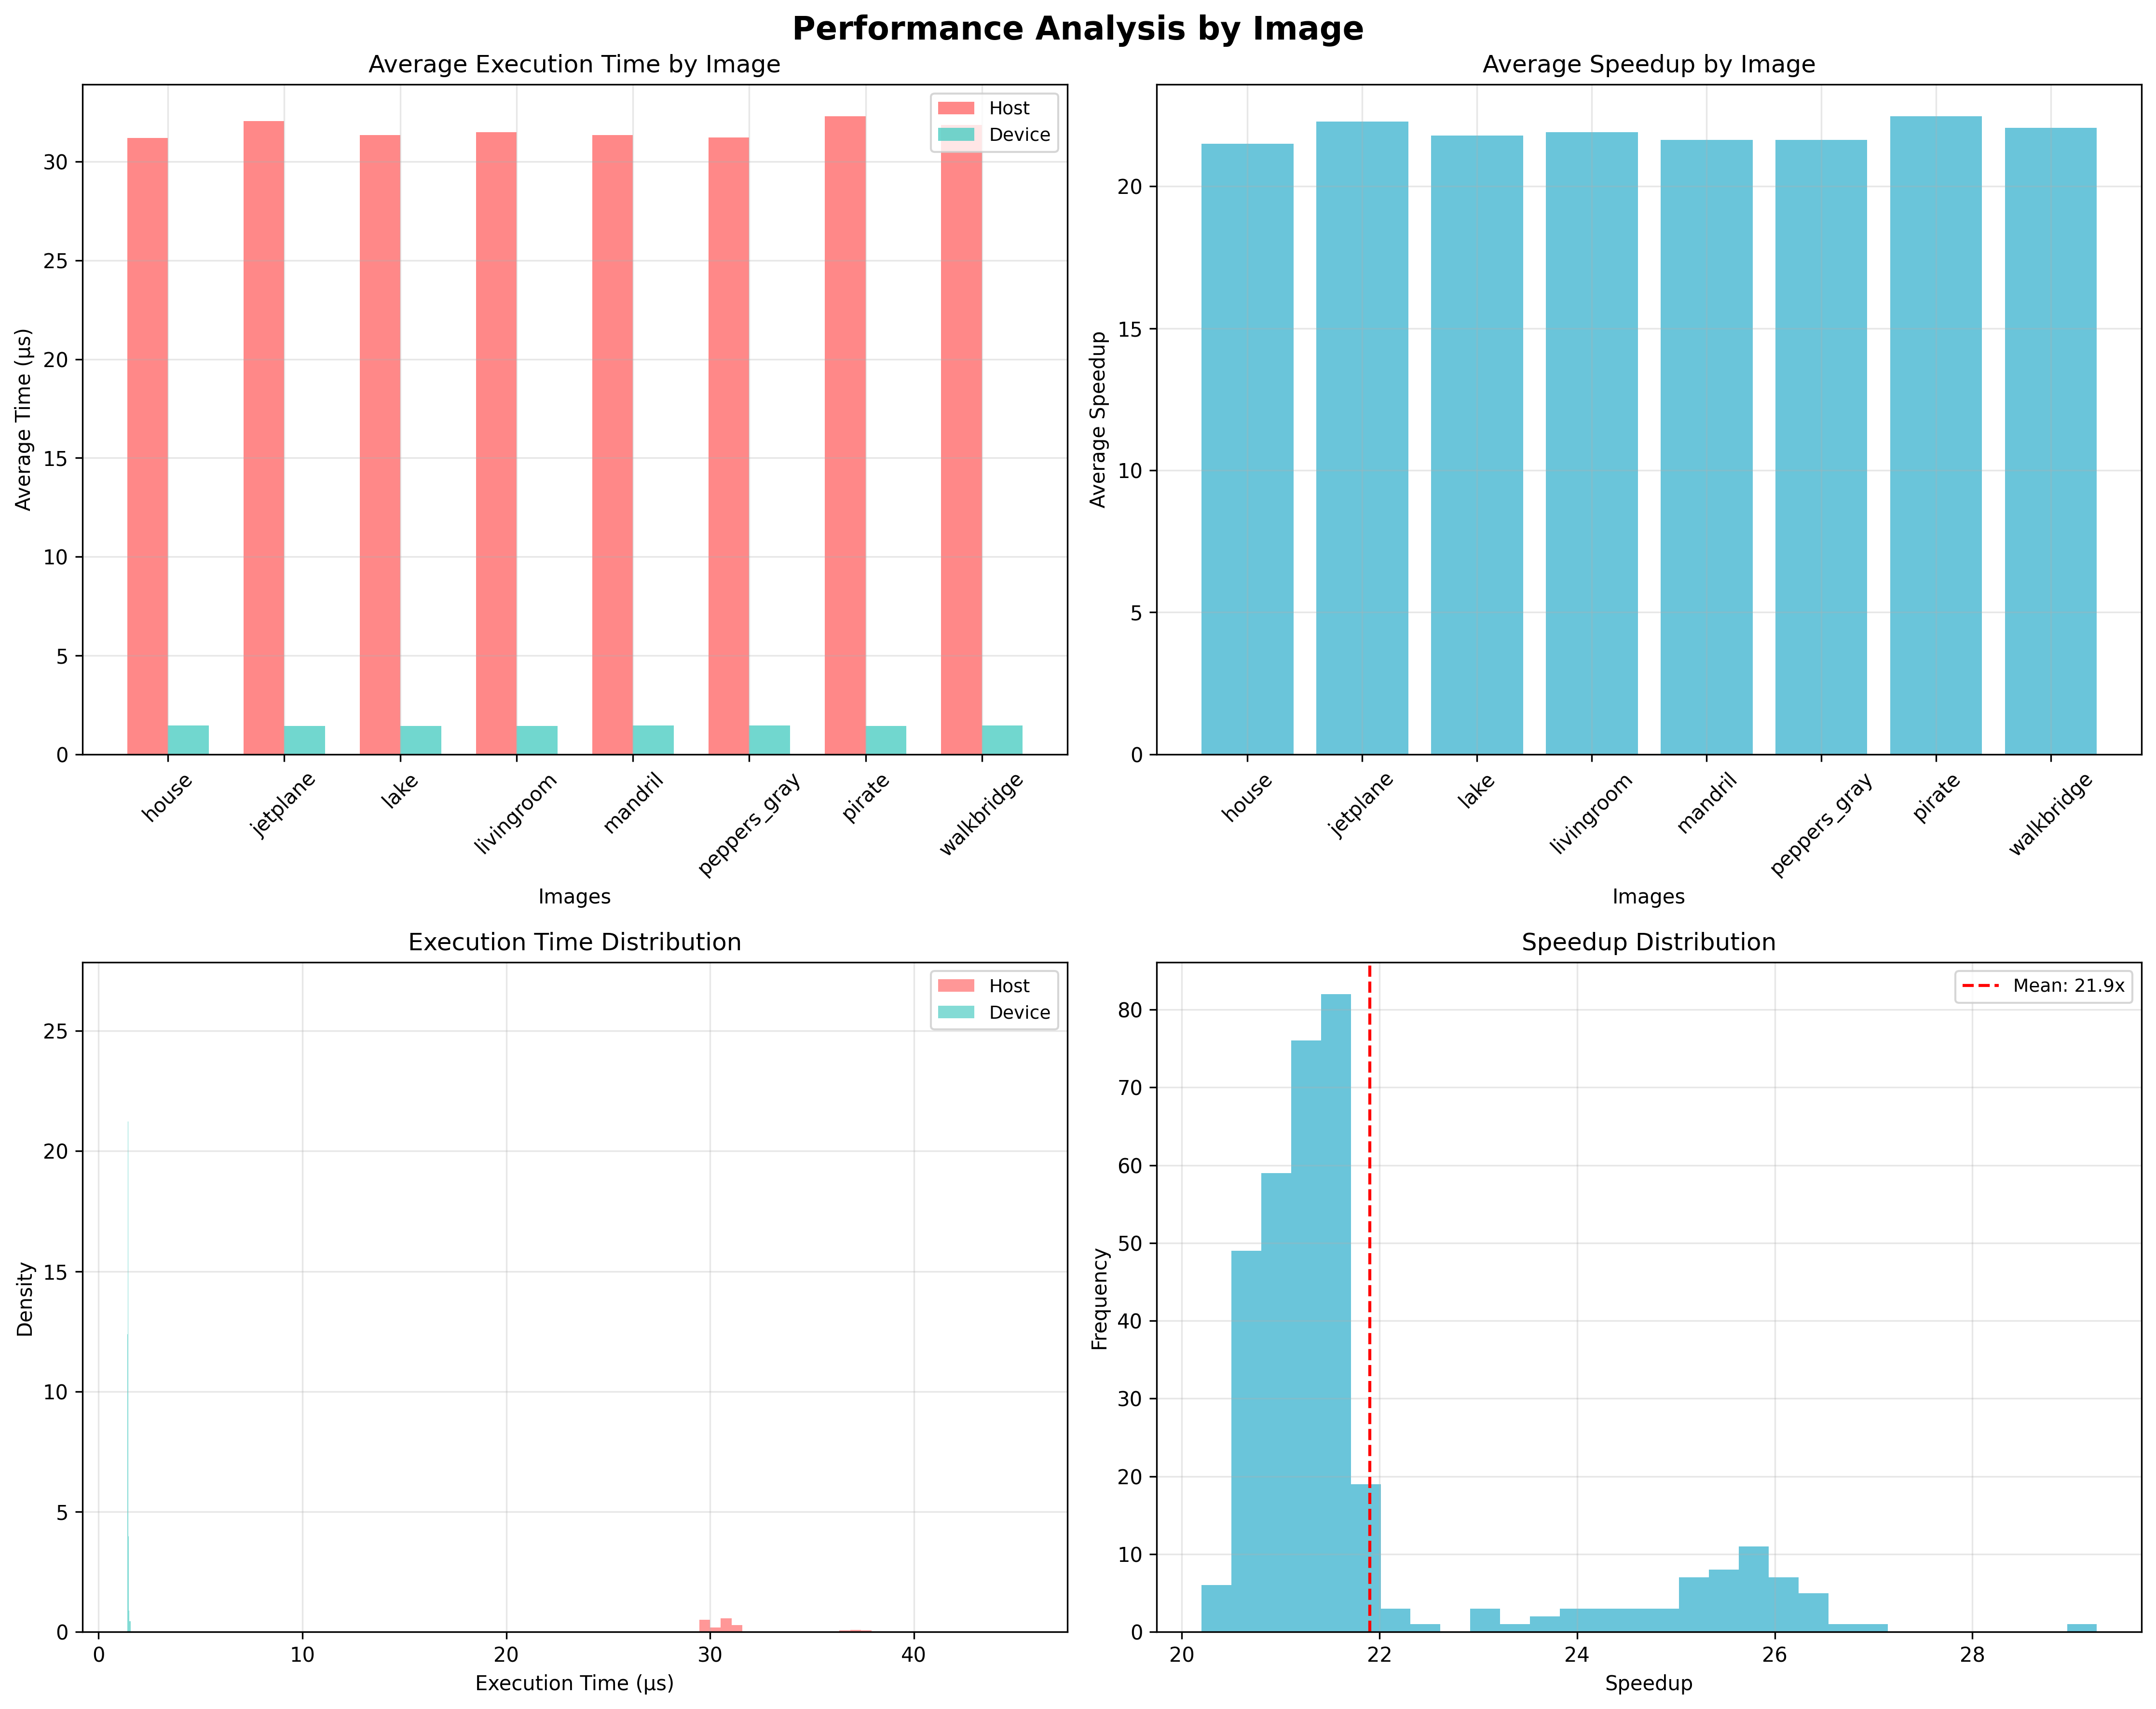 Performance Analysis by Image
Average Execution Time by Image
Host
Device
Average Time (µs)
30
25
20
15
10
5
0
house
jetplane
lake
livingroom
mandril
peppers_gray
pirate
walkbridge
Images
Average Speedup by Image
Average Speedup
20
15
10
5
0
house
jetplane
lake
livingroom
mandril
peppers_gray
pirate
walkbridge
Images
Execution Time Distribution
Host
Device
Density
25
20
15
10
5
0
0 10 20 30 40
Execution Time (µs)
Speedup Distribution
Mean: 21.9x
Frequency
80
70
60
50
40
30
20
10
0
20 22 24 26 28
Speedup